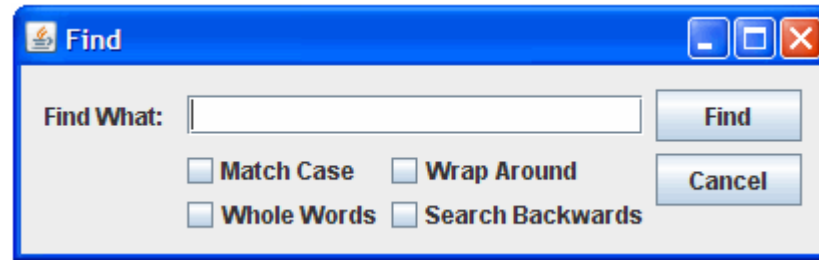 Find
Find What: Find
Match Case Wrap Around Cancel
Whole Words Search Backwards